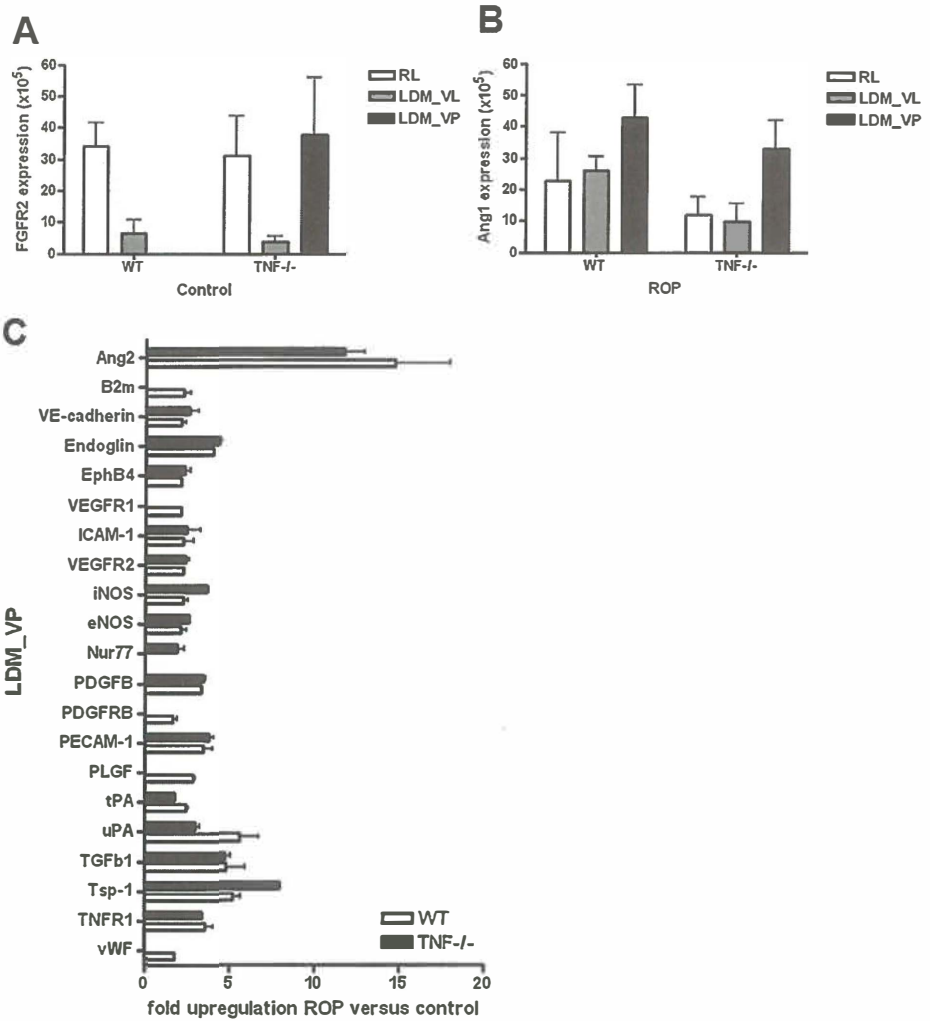 A
FGFR2 expression (x10⁵)
60
50
40
30
20
10
0
WT
TNF-/-
Control
RL
LDM_VL
LDM_VP
B
Ang1 expression (x10⁵)
60
50
40
30
20
10
0
WT
TNF-/-
ROP
RL
LDM_VL
LDM_VP
C
LDM_VP
Ang2
B2m
VE-cadherin
Endoglin
EphB4
VEGFR1
ICAM-1
VEGFR2
iNOS
eNOS
Nur77
PDGFB
PDGFRB
PECAM-1
PLGF
tPA
uPA
TGFb1
Tsp-1
TNFR1
vWF
WT
TNF-/-
0 5 10 15 20
fold upregulation ROP versus control